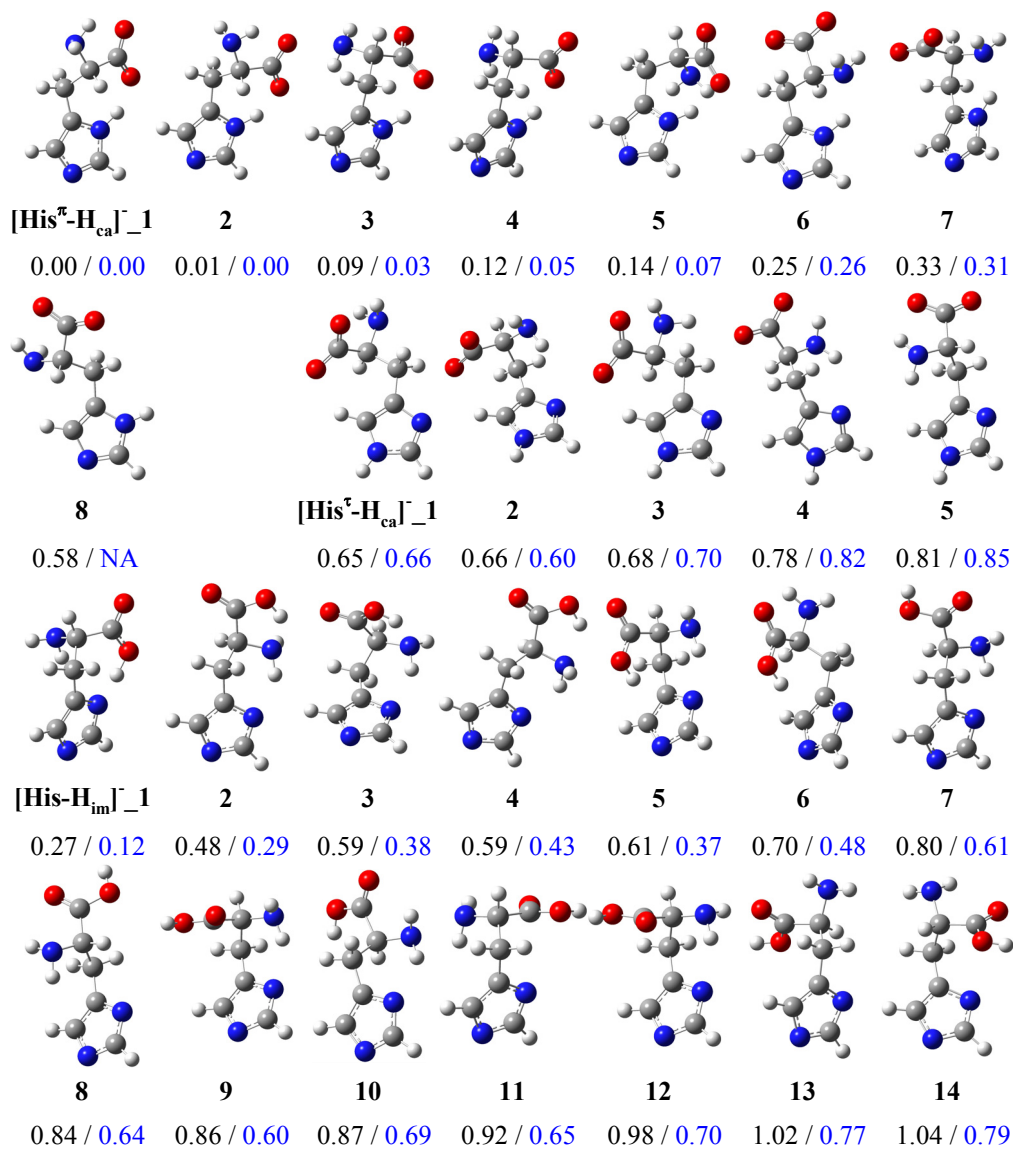 [Hisπ-Hca]-_1 2 3 4 5 6 7
0.00 / 0.00 0.01 / 0.00 0.09 / 0.03 0.12 / 0.05 0.14 / 0.07 0.25 / 0.26 0.33 / 0.31
8 [Hisτ-Hca]-_1 2 3 4 5
0.58 / NA 0.65 / 0.66 0.66 / 0.60 0.68 / 0.70 0.78 / 0.82 0.81 / 0.85
[His-Him]-_1 2 3 4 5 6 7
0.27 / 0.12 0.48 / 0.29 0.59 / 0.38 0.59 / 0.43 0.61 / 0.37 0.70 / 0.48 0.80 / 0.61
8 9 10 11 12 13 14
0.84 / 0.64 0.86 / 0.60 0.87 / 0.69 0.92 / 0.65 0.98 / 0.70 1.02 / 0.77 1.04 / 0.79